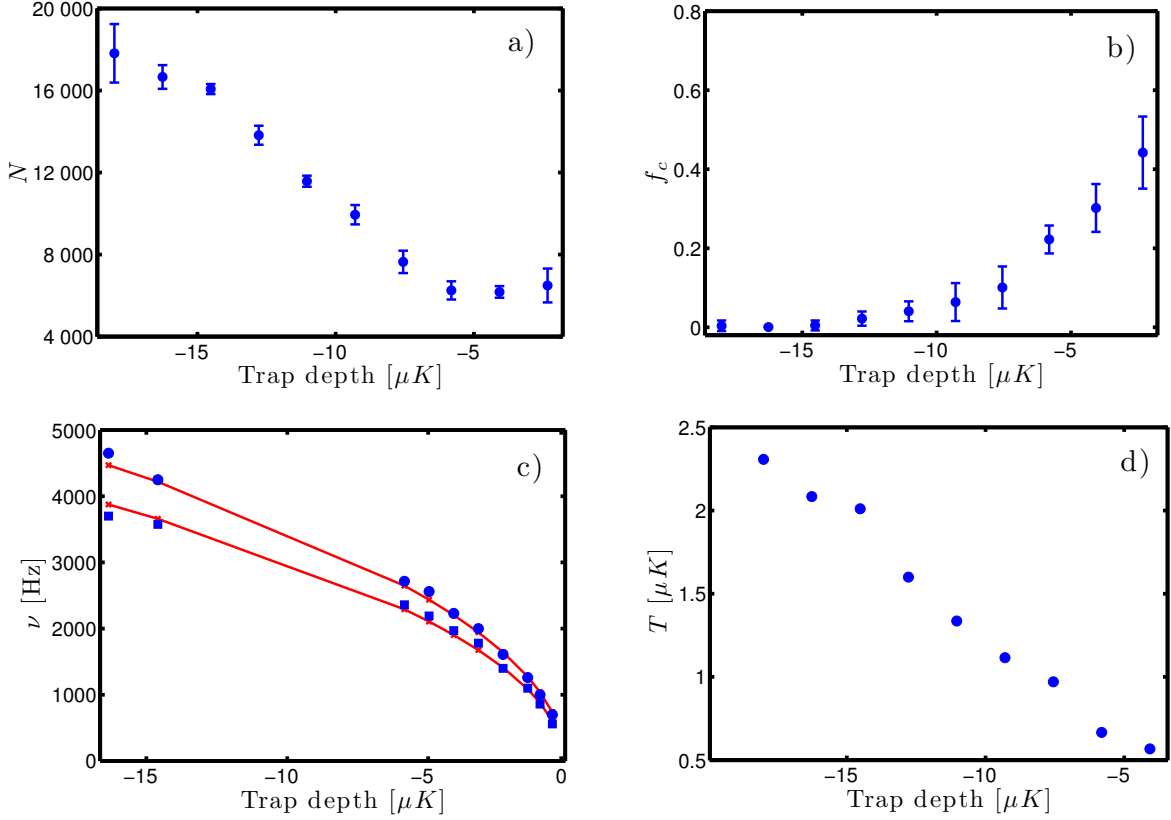 20 000
16 000
12 000
8 000
4 000
N
a)
−15
−10
−5
Trap depth [μK]
0.8
0.6
0.4
0.2
0
f_c
b)
−15
−10
−5
Trap depth [μK]
5000
4000
3000
2000
1000
0
ν [Hz]
c)
−15
−10
−5
0
Trap depth [μK]
2.5
2
1.5
1
0.5
T [μK]
d)
−15
−10
−5
Trap depth [μK]